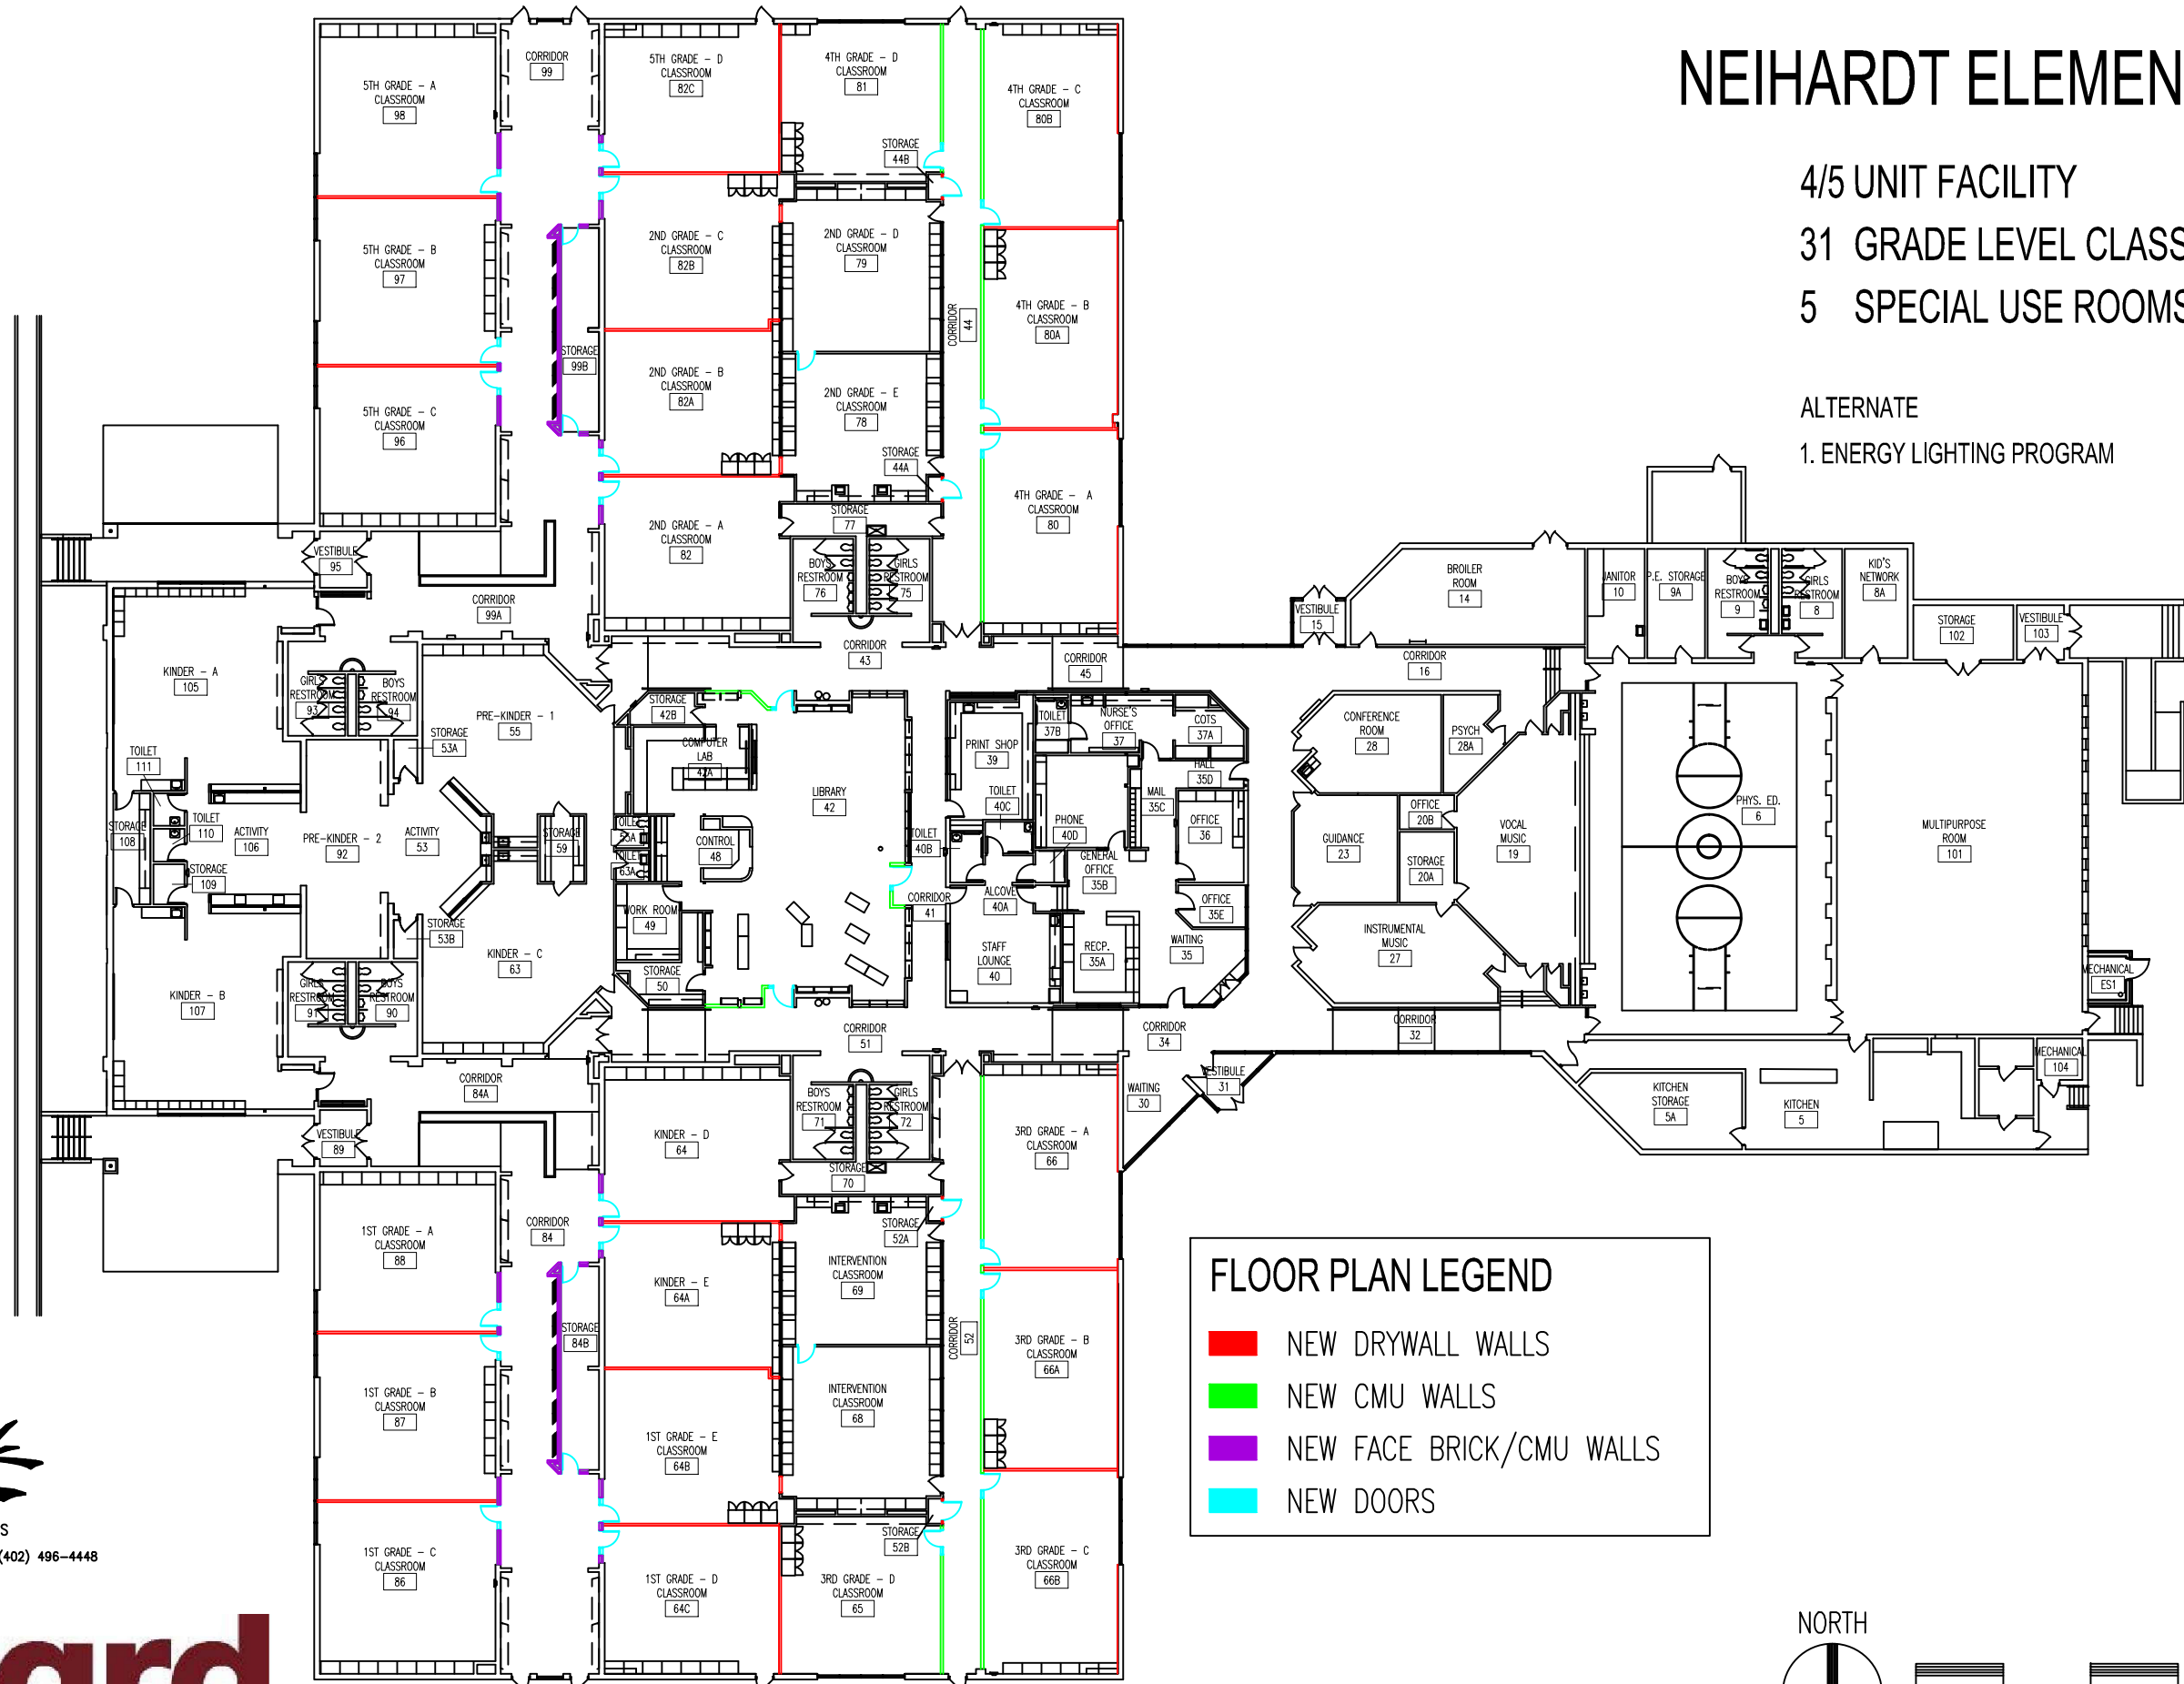 NEIHARDT ELEMEN
4/5 UNIT FACILITY
31 GRADE LEVEL CLASS
5 SPECIAL USE ROOMS
ALTERNATE
1. ENERGY LIGHTING PROGRAM
5TH GRADE - A
CLASSROOM
98
CORRIDOR
99
5TH GRADE - D
CLASSROOM
82C
4TH GRADE - D
CLASSROOM
81
4TH GRADE - C
CLASSROOM
80B
STORAGE
44B
5TH GRADE - B
CLASSROOM
97
2ND GRADE - C
CLASSROOM
82B
2ND GRADE - D
CLASSROOM
79
CORRIDOR
44
4TH GRADE - B
CLASSROOM
80A
STORAGE
99B
5TH GRADE - C
CLASSROOM
96
2ND GRADE - B
CLASSROOM
82A
2ND GRADE - E
CLASSROOM
78
STORAGE
44A
4TH GRADE - A
CLASSROOM
80
2ND GRADE - A
CLASSROOM
82
STORAGE
77
VESTIBULE
95
BOYS
RESTROOM
76
GIRLS
RESTROOM
75
CORRIDOR
99A
CORRIDOR
43
CORRIDOR
45
VESTIBULE
15
BROILER
ROOM
14
JANITOR
10
P.E. STORAGE
9A
BOYS
RESTROOM
9
GIRLS
RESTROOM
8
KID'S
NETWORK
8A
STORAGE
102
VESTIBULE
103
CORRIDOR
16
KINDER - A
105
GIRLS
RESTROOM
93
BOYS
RESTROOM
94
PRE-KINDER - 1
55
STORAGE
53A
STORAGE
42B
COMPUTER
LAB
42A
LIBRARY
42
PRINT SHOP
39
TOILET
37B
NURSE'S
OFFICE
37
COTS
37A
HALL
35D
CONFERENCE
ROOM
28
PSYCH
28A
TOILET
111
TOILET
110
STORAGE
108
ACTIVITY
106
STORAGE
109
PRE-KINDER - 2
92
ACTIVITY
53
STORAGE
59
TOILET
55A
TOILET
63A
CONTROL
48
TOILET
40C
TOILET
40B
PHONE
40D
MAIL
35C
OFFICE
36
GENERAL
OFFICE
35B
GUIDANCE
23
OFFICE
20B
STORAGE
20A
VOCAL
MUSIC
19
PHYS. ED.
6
MULTIPURPOSE
ROOM
101
STORAGE
53B
KINDER - C
63
WORK ROOM
49
STORAGE
50
CORRIDOR
41
ALCOVE
40A
STAFF
LOUNGE
40
RECP.
35A
OFFICE
35E
WAITING
35
INSTRUMENTAL
MUSIC
27
MECHANICAL
ES1
KINDER - B
107
GIRLS
RESTROOM
91
BOYS
RESTROOM
90
CORRIDOR
51
CORRIDOR
34
CORRIDOR
32
CORRIDOR
84A
WAITING
30
VESTIBULE
31
KITCHEN
STORAGE
5A
KITCHEN
5
MECHANICAL
104
VESTIBULE
89
KINDER - D
64
BOYS
RESTROOM
71
GIRLS
RESTROOM
72
STORAGE
70
3RD GRADE - A
CLASSROOM
66
1ST GRADE - A
CLASSROOM
88
CORRIDOR
84
STORAGE
52A
KINDER - E
64A
INTERVENTION
CLASSROOM
69
CORRIDOR
52
STORAGE
84B
3RD GRADE - B
CLASSROOM
66A
1ST GRADE - B
CLASSROOM
87
1ST GRADE - E
CLASSROOM
64B
INTERVENTION
CLASSROOM
68
STORAGE
52B
1ST GRADE - C
CLASSROOM
86
1ST GRADE - D
CLASSROOM
64C
3RD GRADE - D
CLASSROOM
65
3RD GRADE - C
CLASSROOM
66B
FLOOR PLAN LEGEND
NEW DRYWALL WALLS
NEW CMU WALLS
NEW FACE BRICK/CMU WALLS
NEW DOORS
S
(402) 496-4448
ard
NORTH